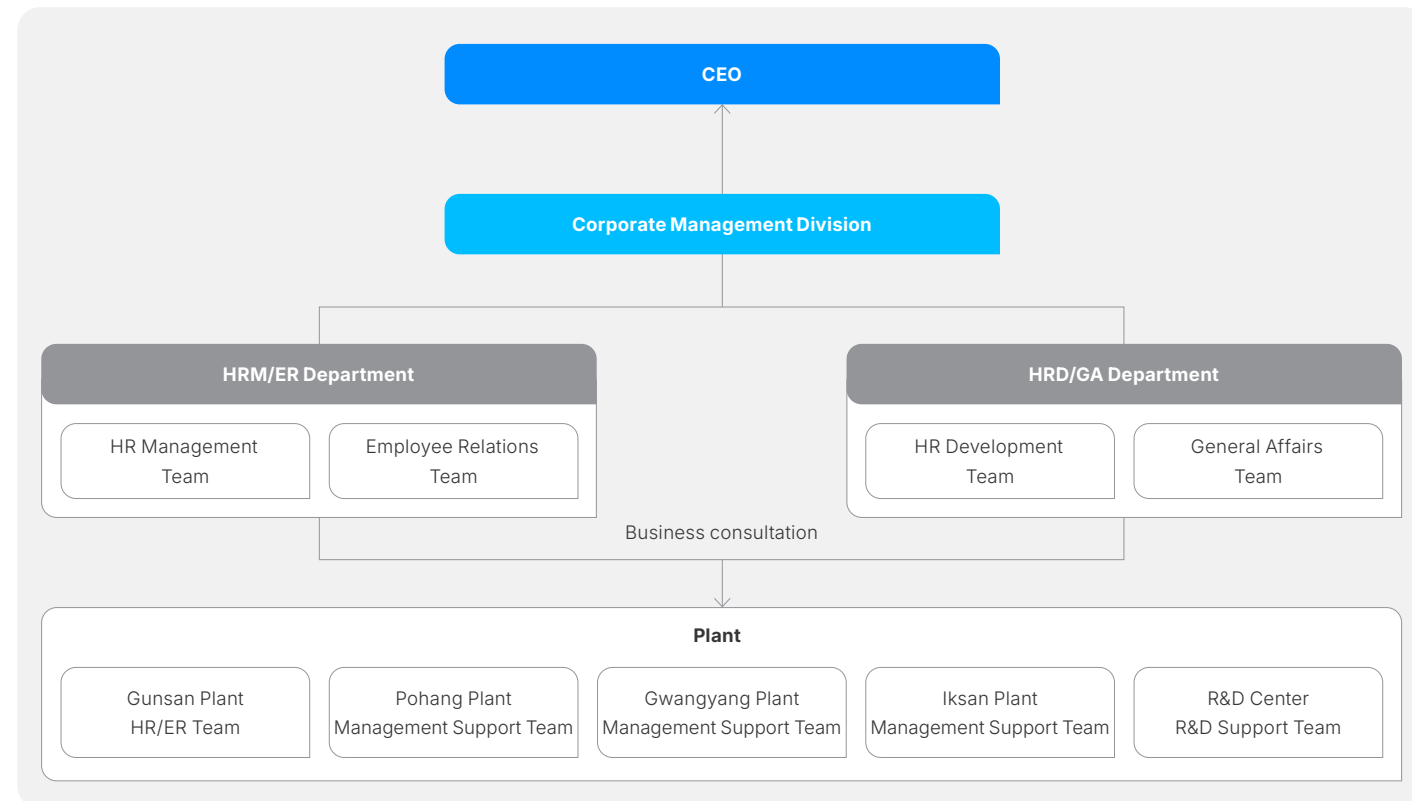 CEO
Corporate Management Division
HRM/ER Department
HR Management
Team
Employee Relations
Team
HRD/GA Department
HR Development
Team
General Affairs
Team
Business consultation
Plant
Gunsan Plant
HR/ER Team
Pohang Plant
Management Support Team
Gwangyang Plant
Management Support Team
Iksan Plant
Management Support Team
R&D Center
R&D Support Team